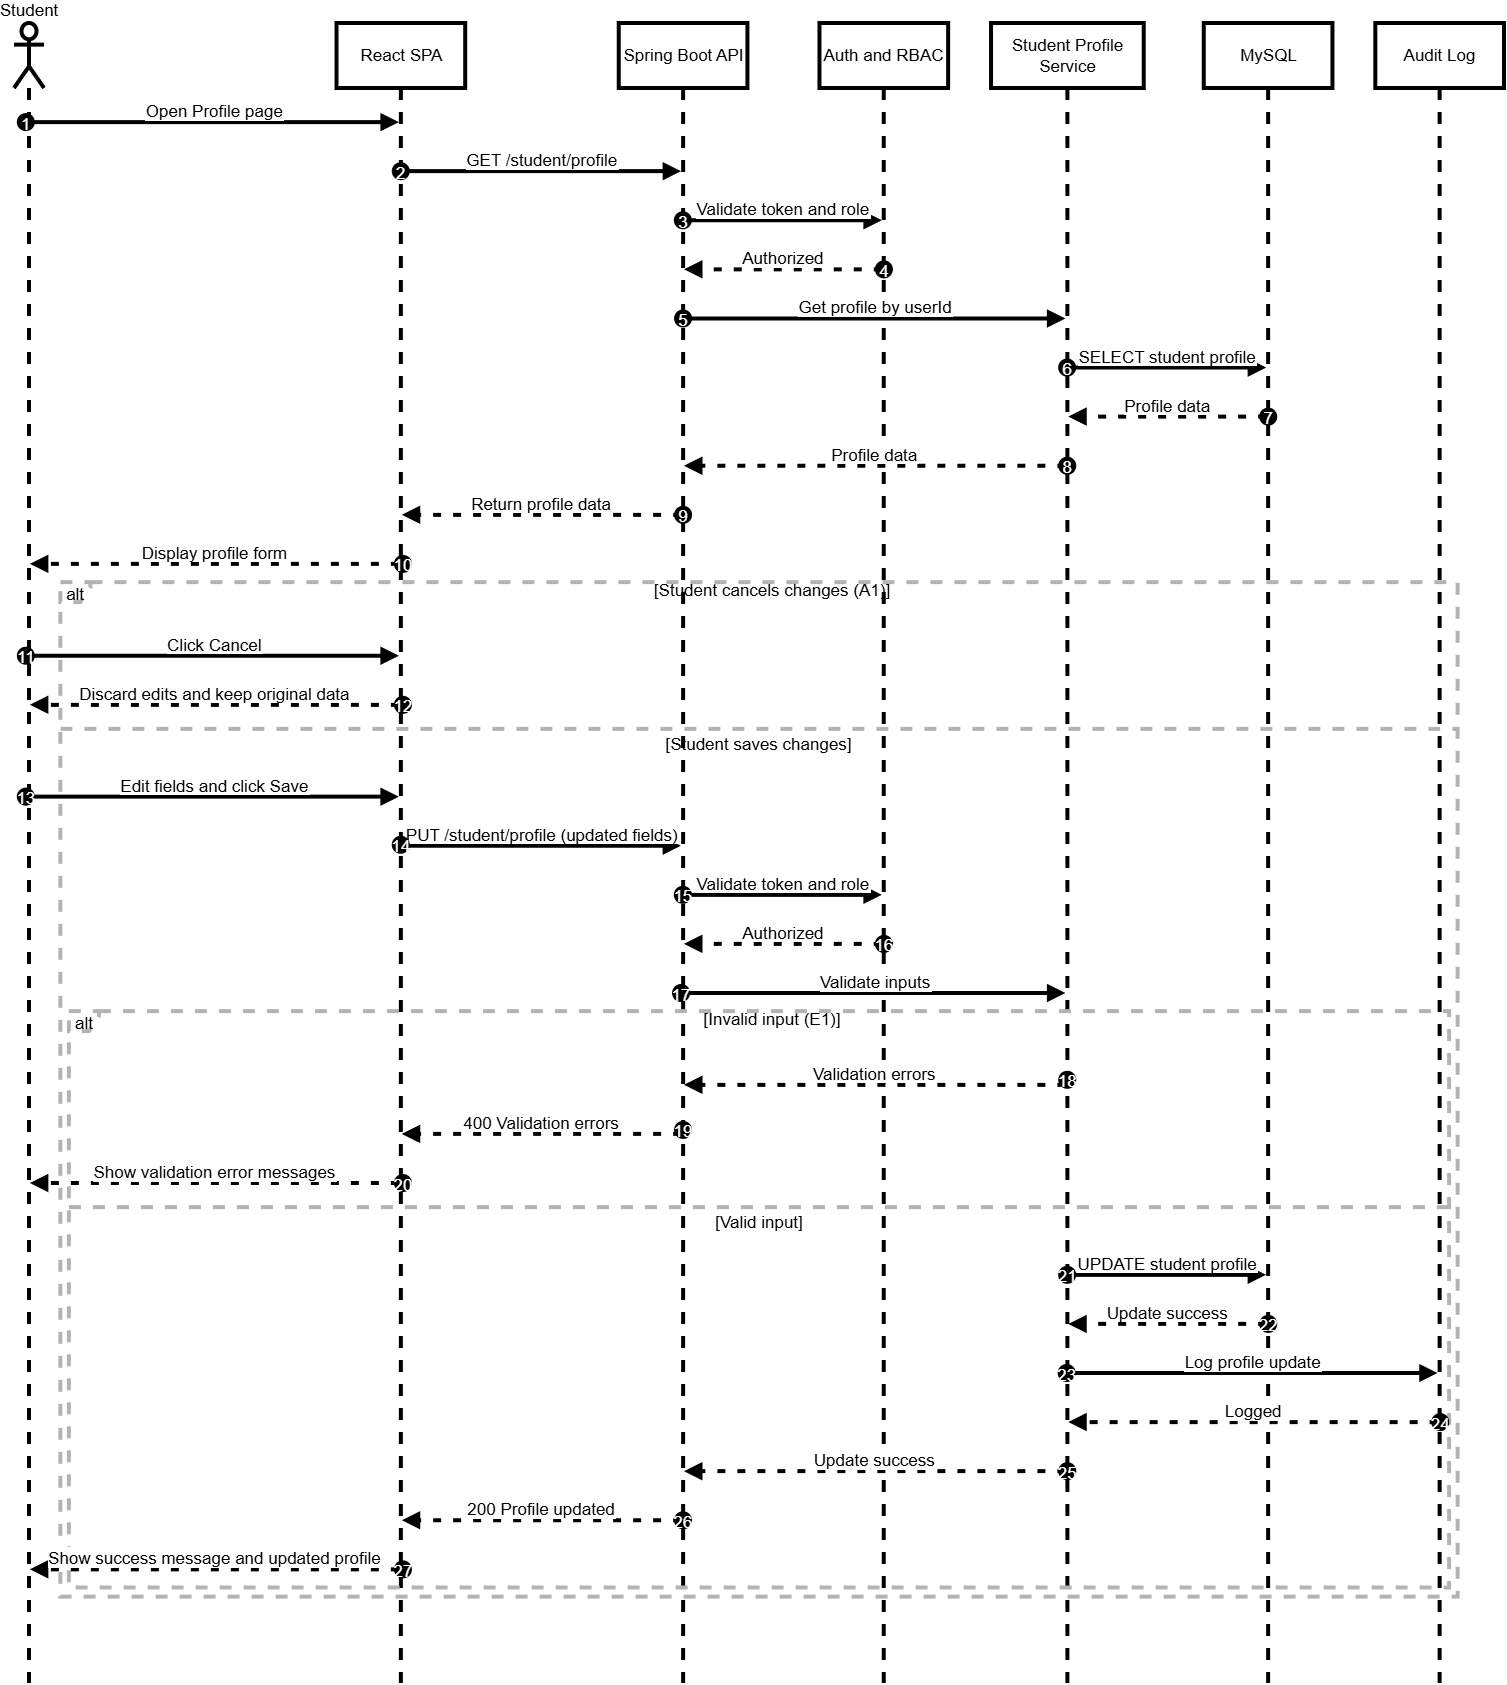 Student
React SPA
Spring Boot API
Auth and RBAC
Student Profile
Service
MySQL
Audit Log
1
Open Profile page
2
GET /student/profile
3
Validate token and role
Authorized
4
5
Get profile by userId
6
SELECT student profile
Profile data
7
Profile data
8
Return profile data
9
Display profile form
10
alt
[Student cancels changes (A1)]
11
Click Cancel
Discard edits and keep original data
12
[Student saves changes]
13
Edit fields and click Save
14
PUT /student/profile (updated fields)
15
Validate token and role
Authorized
16
17
Validate inputs
alt
[Invalid input (E1)]
Validation errors
18
400 Validation errors
19
Show validation error messages
20
[Valid input]
21
UPDATE student profile
Update success
22
23
Log profile update
Logged
24
Update success
25
200 Profile updated
26
Show success message and updated profile
27